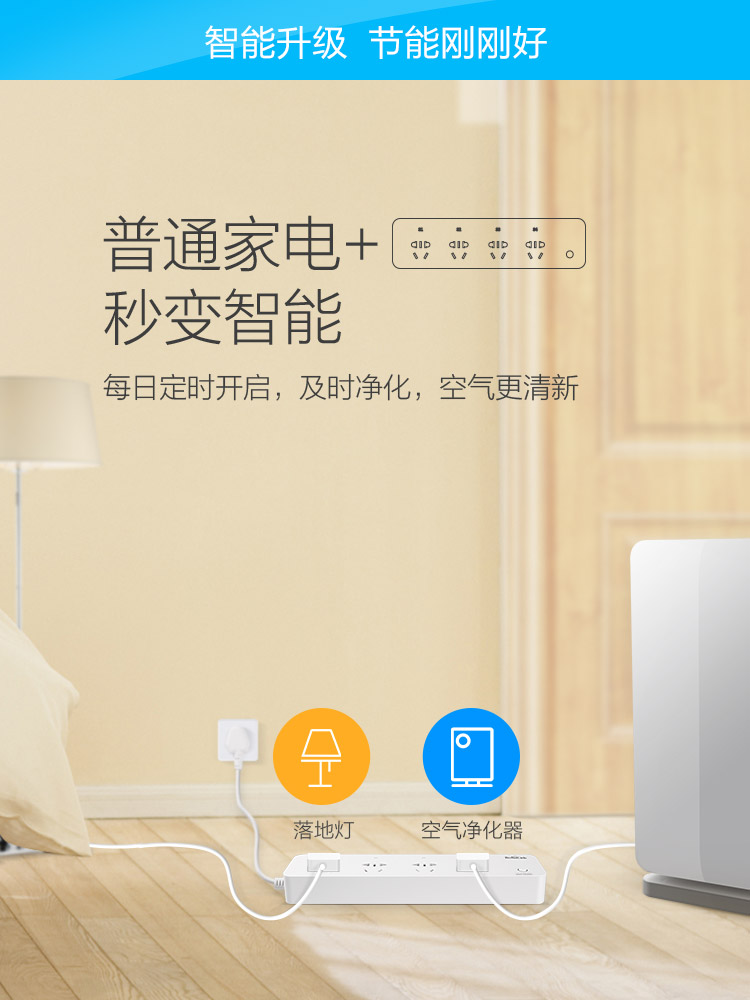 智能升级 节能刚刚好
普通家电+
秒变智能
每日定时开启，及时净化，空气更清新
落地灯
空气净化器